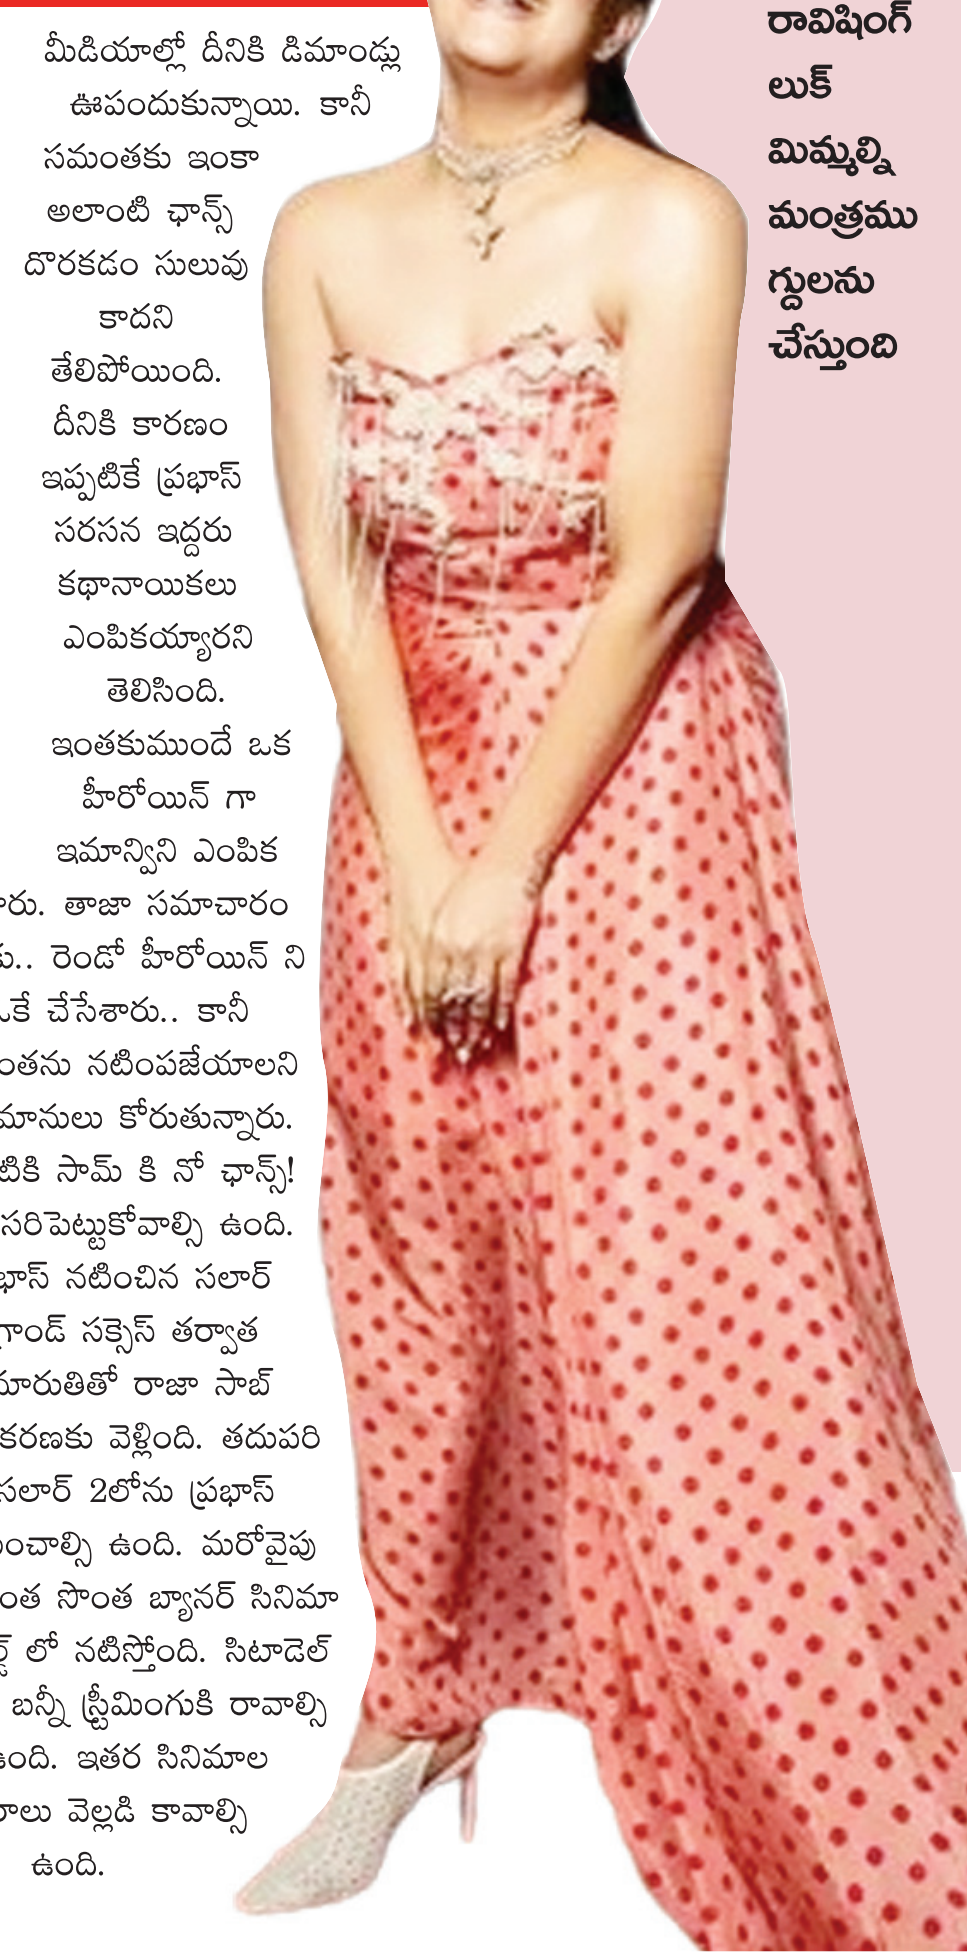 మీడియాల్లో దీనికి డిమాండ్లు
ఊపందుకున్నాయి. కానీ
సమంతకు ఇంకా
అలాంటి ఛాన్స్
దొరకడం సులువు
కాదని
తేలిపోయింది.
దీనికి కారణం
ఇప్పటికే ప్రభాస్
సరసన ఇద్దరు
కథానాయికలు
ఎంపికయ్యారని
తెలిసింది.
ఇంతకుముందే ఒక
హీరోయిన్ గా
ఇమాన్విని ఎంపిక
తాజా సమాచారం
రెండో హీరోయిన్ ని
చేసేశారు.. కానీ
నటింపజేయాలని
కోరుతున్నారు.
సామ్ కి నో ఛాన్స్!
సరిపెట్టుకోవాల్సి ఉంది.
నటించిన సలార్
సక్సెస్ తర్వాత
రాజా సాబ్
వెళ్లింది. తదుపరి
సలార్ 2లోను ప్రభాస్
ఉంది. మరోవైపు
సొంత బ్యానర్ సినిమా
లో నటిస్తోంది. సిటాడెల్
బన్నీ స్ట్రీమింగుకి రావాల్సి
ఉంది. ఇతర సినిమాల
వెల్లడి కావాల్సి
ఉంది.
రావిషింగ్
లుక్
మిమ్మల్ని
మంత్రము
గ్దులను
చేస్తుంది